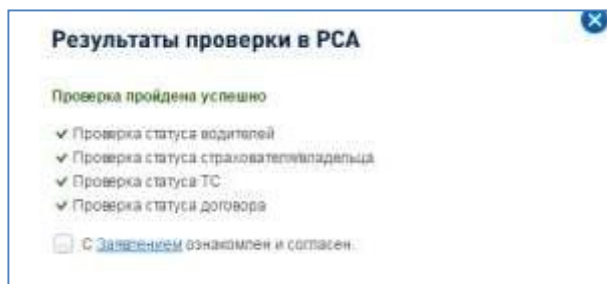 Результаты проверки в РСА
Проверка пройдена успешно
Проверка статуса водителей
Проверка статуса страхователя/владельца
Проверка статуса ТС
Проверка статуса договора
С Заявлением ознакомлен и согласен.